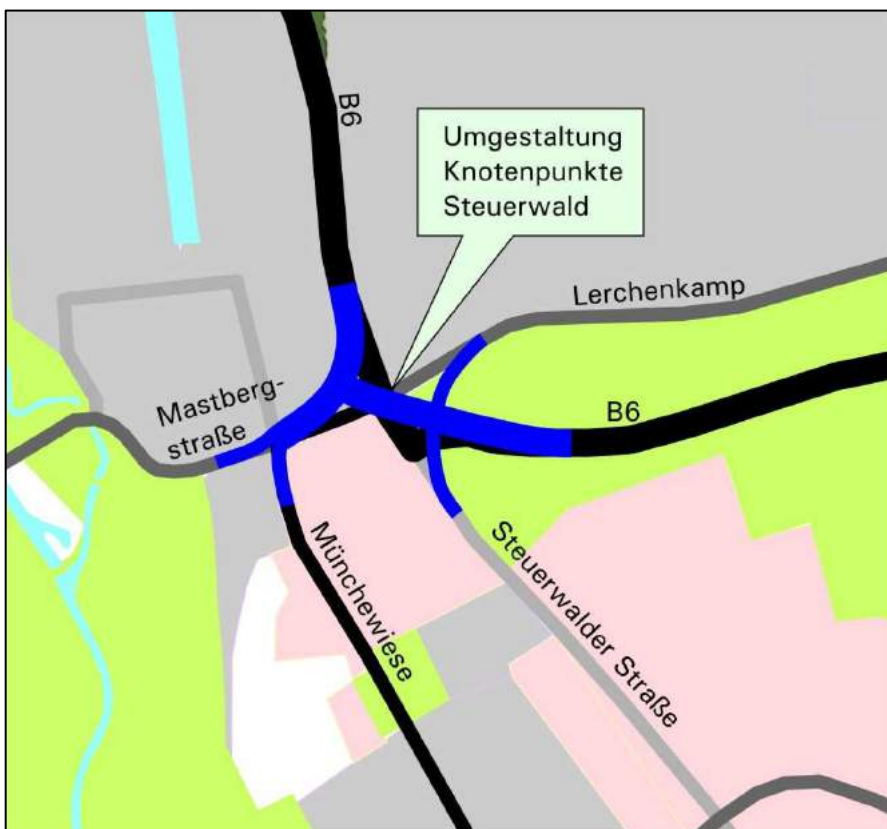 B6
Umgestaltung
Knotenpunkte
Steuerwald
Lerchenkamp
Mastberg-
straße
B6
Münchewiese
Steuerwalder Straße